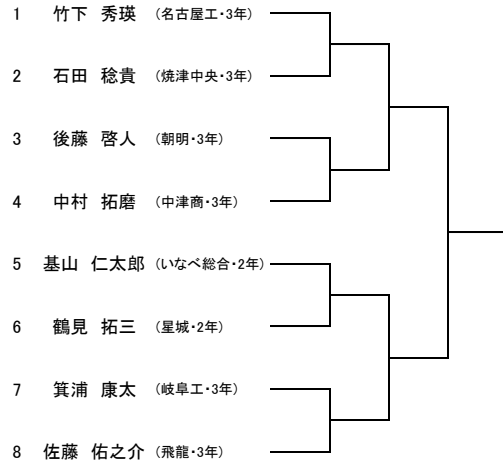 1 竹下 秀瑛 (名古屋工・3年)
2 石田 稔貴 (焼津中央・3年)
3 後藤 啓人 (朝明・3年)
4 中村 拓磨 (中津商・3年)
5 基山 仁太郎 (いなべ総合・2年)
6 鶴見 拓三 (星城・2年)
7 箕浦 康太 (岐阜工・3年)
8 佐藤 佑之介 (飛龍・3年)